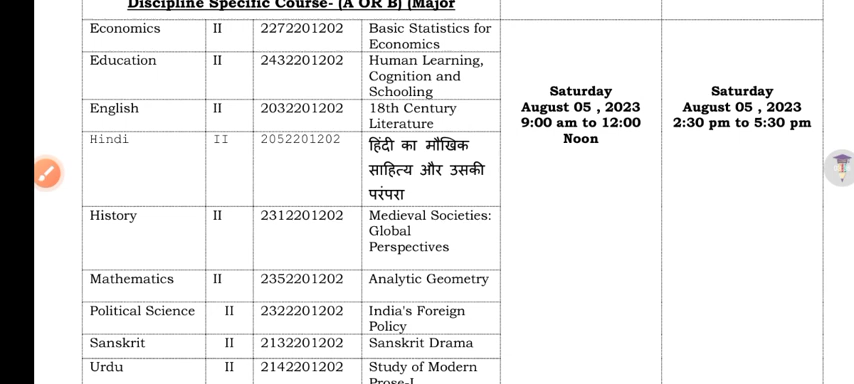 Discipline Specific Course- (A OR B) (Major
Economics II 2272201202 Basic Statistics for
Economics
Education II 2432201202 Human Learning,
Cognition and
Schooling
English II 2032201202 18th Century
Literature
Hindi II 2052201202 हिंदी का मौखिक
साहित्य और उसकी
परंपरा
History II 2312201202 Medieval Societies:
Global
Perspectives
Mathematics II 2352201202 Analytic Geometry
Political Science II 2322201202 India's Foreign
Policy
Sanskrit II 2132201202 Sanskrit Drama
Urdu II 2142201202 Study of Modern
Prose-I
Saturday
August 05 , 2023
9:00 am to 12:00
Noon
Saturday
August 05 , 2023
2:30 pm to 5:30 pm